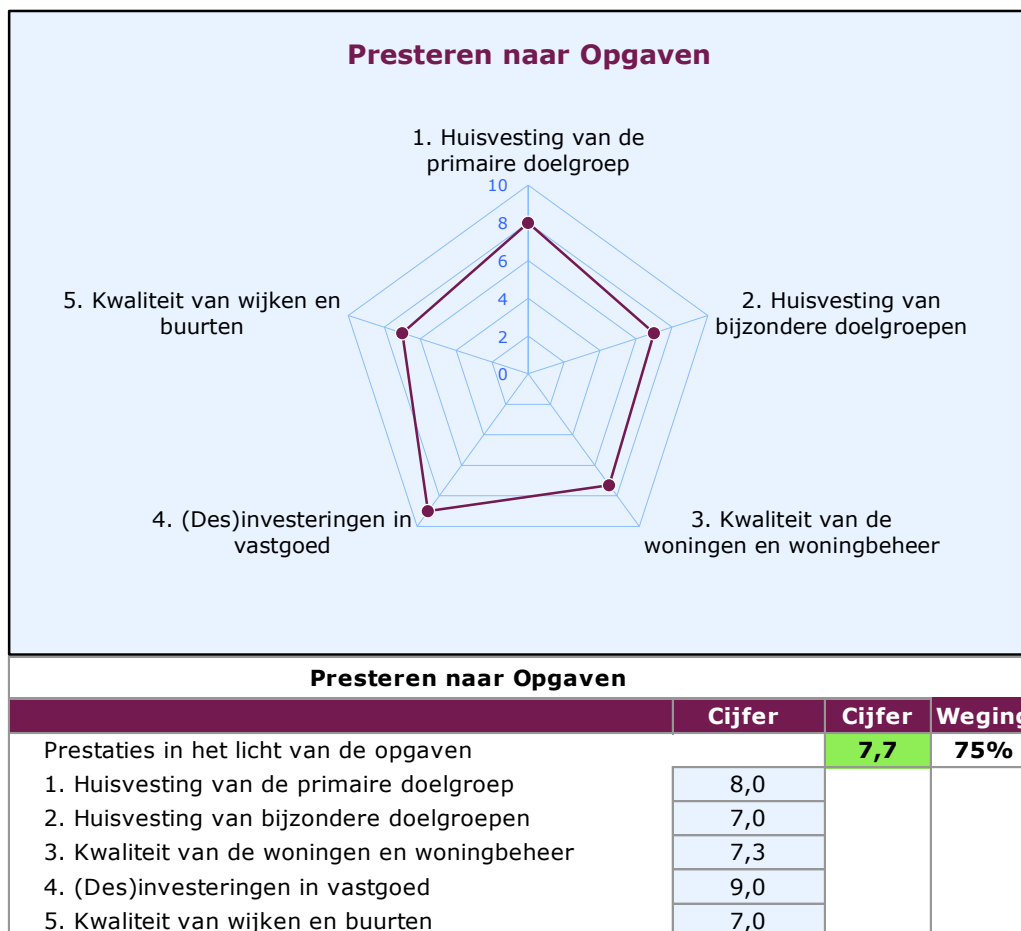 Presteren naar Opgaven
1. Huisvesting van de
primaire doelgroep
10
8
6
4
2
0
5. Kwaliteit van wijken en
buurten
2. Huisvesting van
bijzondere doelgroepen
4. (Des)investeringen in
vastgoed
3. Kwaliteit van de
woningen en woningbeheer
Presteren naar Opgaven
Cijfer Cijfer Weging
Prestaties in het licht van de opgaven 7,7 75%
1. Huisvesting van de primaire doelgroep 8,0
2. Huisvesting van bijzondere doelgroepen 7,0
3. Kwaliteit van de woningen en woningbeheer 7,3
4. (Des)investeringen in vastgoed 9,0
5. Kwaliteit van wijken en buurten 7,0